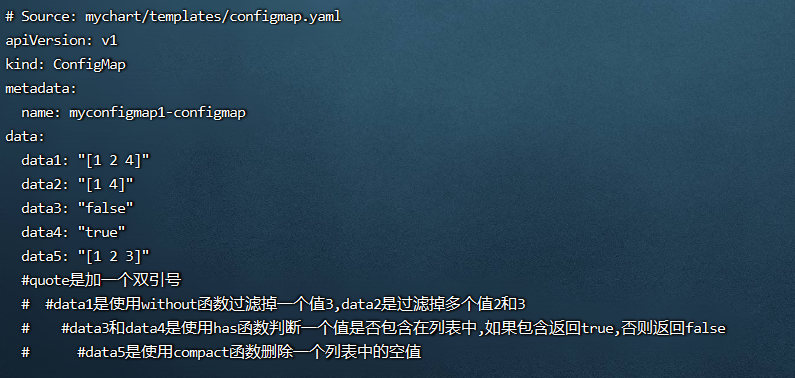 # Source: mychart/templates/configmap.yaml
apiVersion: v1
kind: ConfigMap
metadata:
  name: myconfigmap1-configmap
data:
  data1: "[1 2 4]"
  data2: "[1 4]"
  data3: "false"
  data4: "true"
  data5: "[1 2 3]"
  #quote是加一个双引号
  #  #data1是使用without函数过滤掉一个值3,data2是过滤掉多个值2和3
  #    #data3和data4是使用has函数判断一个值是否包含在列表中,如果包含返回true,否则返回false
  #      #data5是使用compact函数删除一个列表中的空值